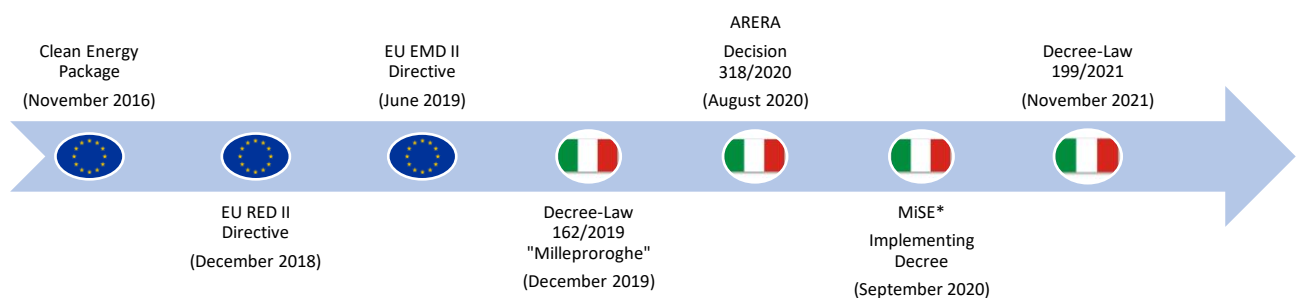 Clean Energy
Package
(November 2016)
EU RED II
Directive
(December 2018)
EU EMD II
Directive
(June 2019)
Decree-Law
162/2019
"Milleproroghe"
(December 2019)
ARERA
Decision
318/2020
(August 2020)
MiSE*
Implementing
Decree
(September 2020)
Decree-Law
199/2021
(November 2021)